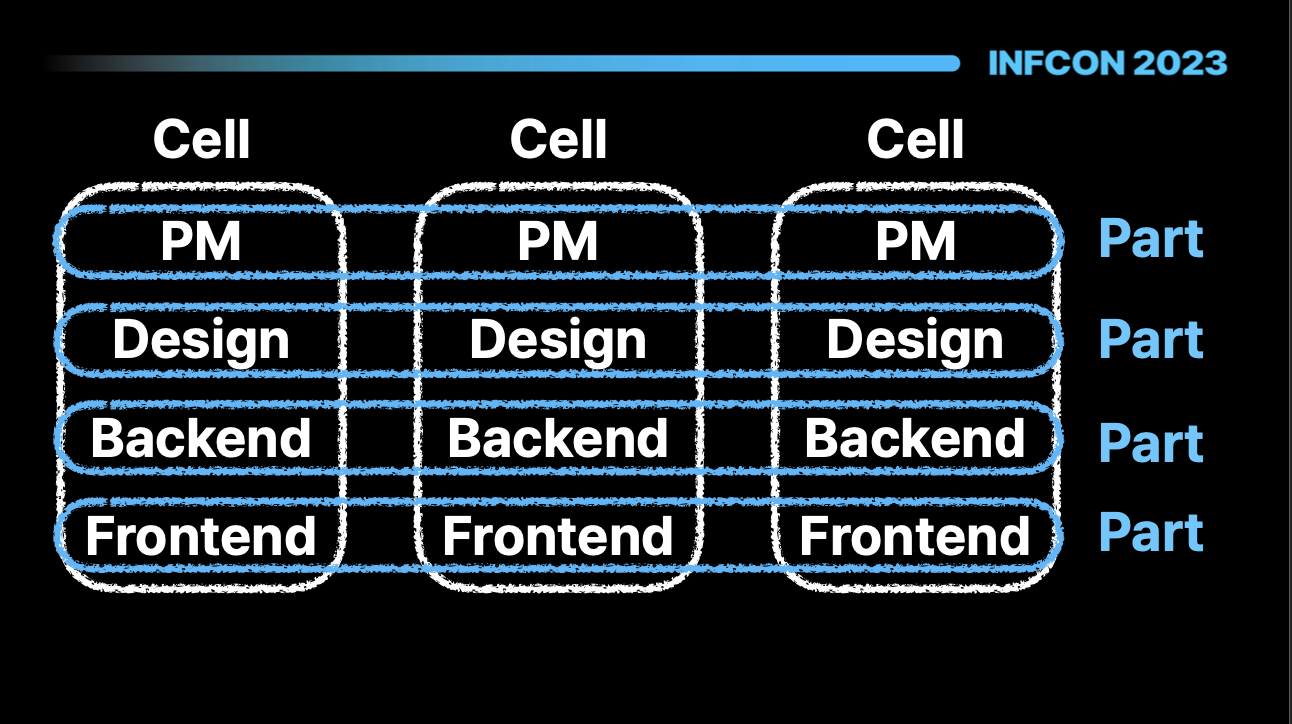 INFCON 2023
Cell Cell Cell
PM PM PM Part
Design Design Design Part
Backend Backend Backend Part
Frontend Frontend Frontend Part